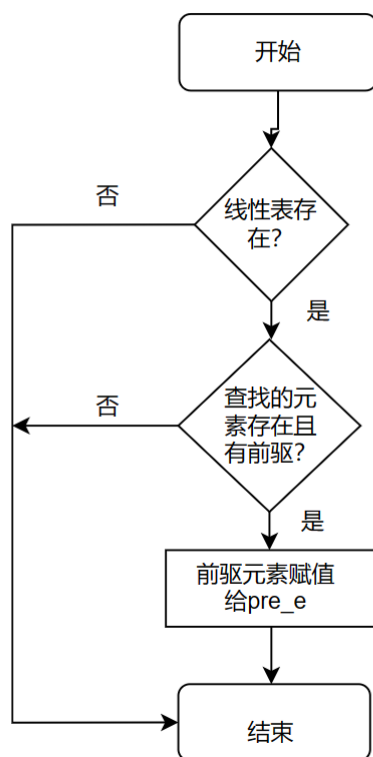 开始
否
线性表存
在？
是
否
查找的元
素存在且
有前驱？
是
前驱元素赋值
给pre_e
结束